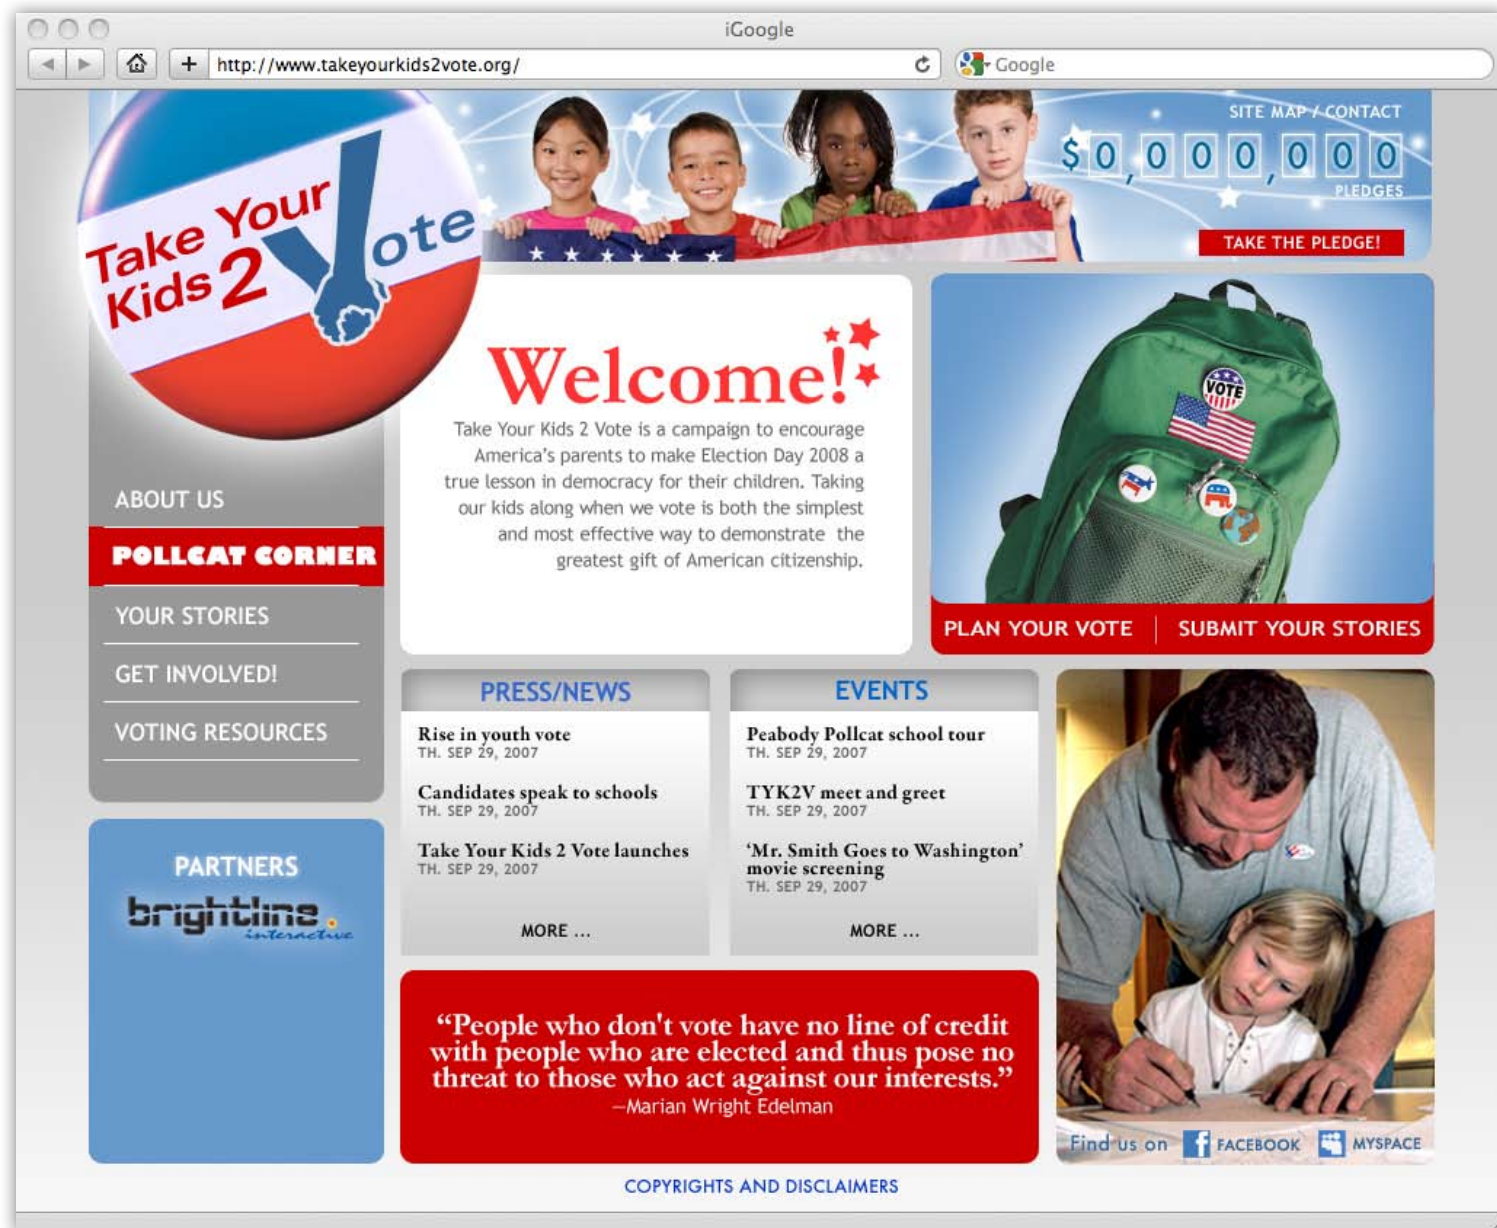 iGoogle
http://www.takeyourkids2vote.org/
Google
Take Your
Kids 2 Vote
SITE MAP / CONTACT
$0,000,000
PLEDGES
TAKE THE PLEDGE!
Welcome!
Take Your Kids 2 Vote is a campaign to encourage
America's parents to make Election Day 2008 a
true lesson in democracy for their children. Taking
our kids along when we vote is both the simplest
and most effective way to demonstrate the
greatest gift of American citizenship.
VOTE
PLAN YOUR VOTE | SUBMIT YOUR STORIES
ABOUT US
POLLCAT CORNER
YOUR STORIES
GET INVOLVED!
VOTING RESOURCES
PARTNERS
brightline
interactive
PRESS/NEWS
Rise in youth vote
TH. SEP 29, 2007
Candidates speak to schools
TH. SEP 29, 2007
Take Your Kids 2 Vote launches
TH. SEP 29, 2007
MORE ...
EVENTS
Peabody Pollcat school tour
TH. SEP 29, 2007
TYK2V meet and greet
TH. SEP 29, 2007
‘Mr. Smith Goes to Washington’
movie screening
TH. SEP 29, 2007
MORE ...
“People who don't vote have no line of credit
with people who are elected and thus pose no
threat to those who act against our interests.”
—Marian Wright Edelman
Find us on FACEBOOK MYSPACE
COPYRIGHTS AND DISCLAIMERS